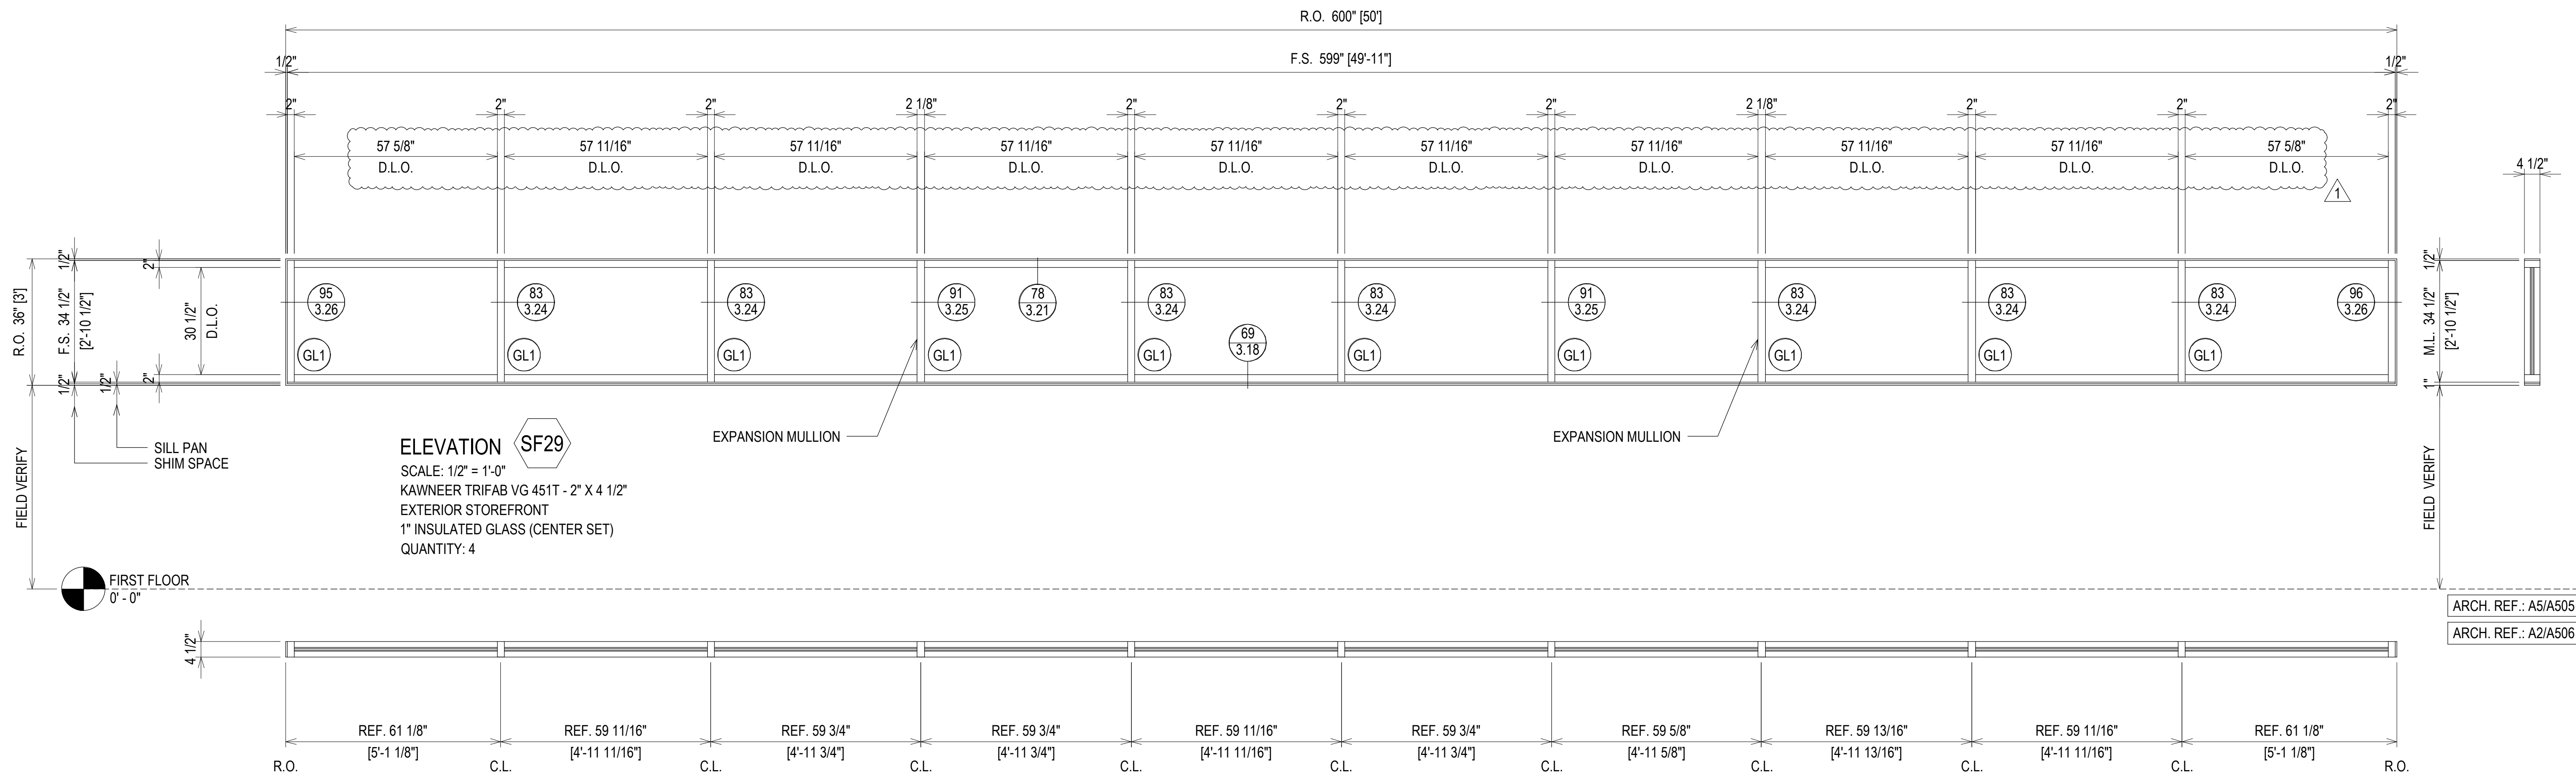 R.O. 600" [50']
F.S. 599" [49'-11"]
1/2"
1/2"
2"
2"
2"
2 1/8"
2"
2"
2"
2 1/8"
2"
2"
2"
57 5/8"
D.L.O.
57 11/16"
D.L.O.
57 11/16"
D.L.O.
57 11/16"
D.L.O.
57 11/16"
D.L.O.
57 11/16"
D.L.O.
57 11/16"
D.L.O.
57 11/16"
D.L.O.
57 11/16"
D.L.O.
57 5/8"
D.L.O.
1
4 1/2"
R.O. 36" [3']
1/2"
F.S. 34 1/2"
[2'-10 1/2"]
1/2"
1/2"
2"
30 1/2"
D.L.O.
2"
95
3.26
83
3.24
83
3.24
91
3.25
78
3.21
83
3.24
69
3.18
83
3.24
91
3.25
83
3.24
83
3.24
83
3.24
96
3.26
GL1
GL1
GL1
GL1
GL1
GL1
GL1
GL1
GL1
GL1
1/2"
M.L. 34 1/2"
[2'-10 1/2"]
1"
FIELD VERIFY
SILL PAN
SHIM SPACE
ELEVATION
SF29
SCALE: 1/2" = 1'-0"
KAWNEER TRIFAB VG 451T - 2" X 4 1/2"
EXTERIOR STOREFRONT
1" INSULATED GLASS (CENTER SET)
QUANTITY: 4
EXPANSION MULLION
EXPANSION MULLION
FIELD VERIFY
FIRST FLOOR
0' - 0"
ARCH. REF.: A5/A505
ARCH. REF.: A2/A506
4 1/2"
REF. 61 1/8"
[5'-1 1/8"]
REF. 59 11/16"
[4'-11 11/16"]
REF. 59 3/4"
[4'-11 3/4"]
REF. 59 3/4"
[4'-11 3/4"]
REF. 59 11/16"
[4'-11 11/16"]
REF. 59 3/4"
[4'-11 3/4"]
REF. 59 5/8"
[4'-11 5/8"]
REF. 59 13/16"
[4'-11 13/16"]
REF. 59 11/16"
[4'-11 11/16"]
REF. 61 1/8"
[5'-1 1/8"]
R.O.
C.L.
C.L.
C.L.
C.L.
C.L.
C.L.
C.L.
C.L.
C.L.
R.O.